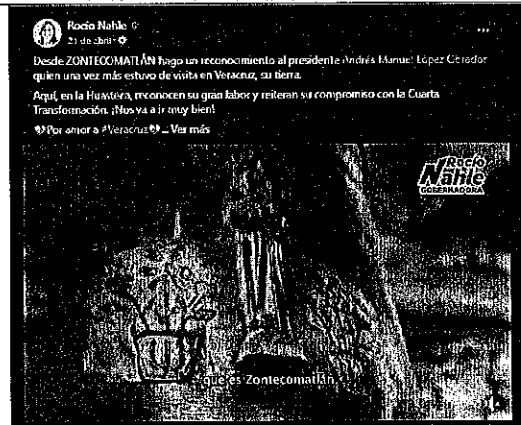 Rocío Nahle
21 de abril
Desde ZONTECOMATLÁN hago un reconocimiento al presidente Andrés Manuel López Obrador
quien una vez más estuvo de visita en Veracruz, su tierra.
Aquí, en la Huasteca, reconocen su gran labor y reiteran su compromiso con la Cuarta
Transformación. ¡Nos va a ir muy bien!
Por amor a #Veracruz ... Ver más
Rocío
Nahle
GOBERNADORA
que es Zontecomatlán